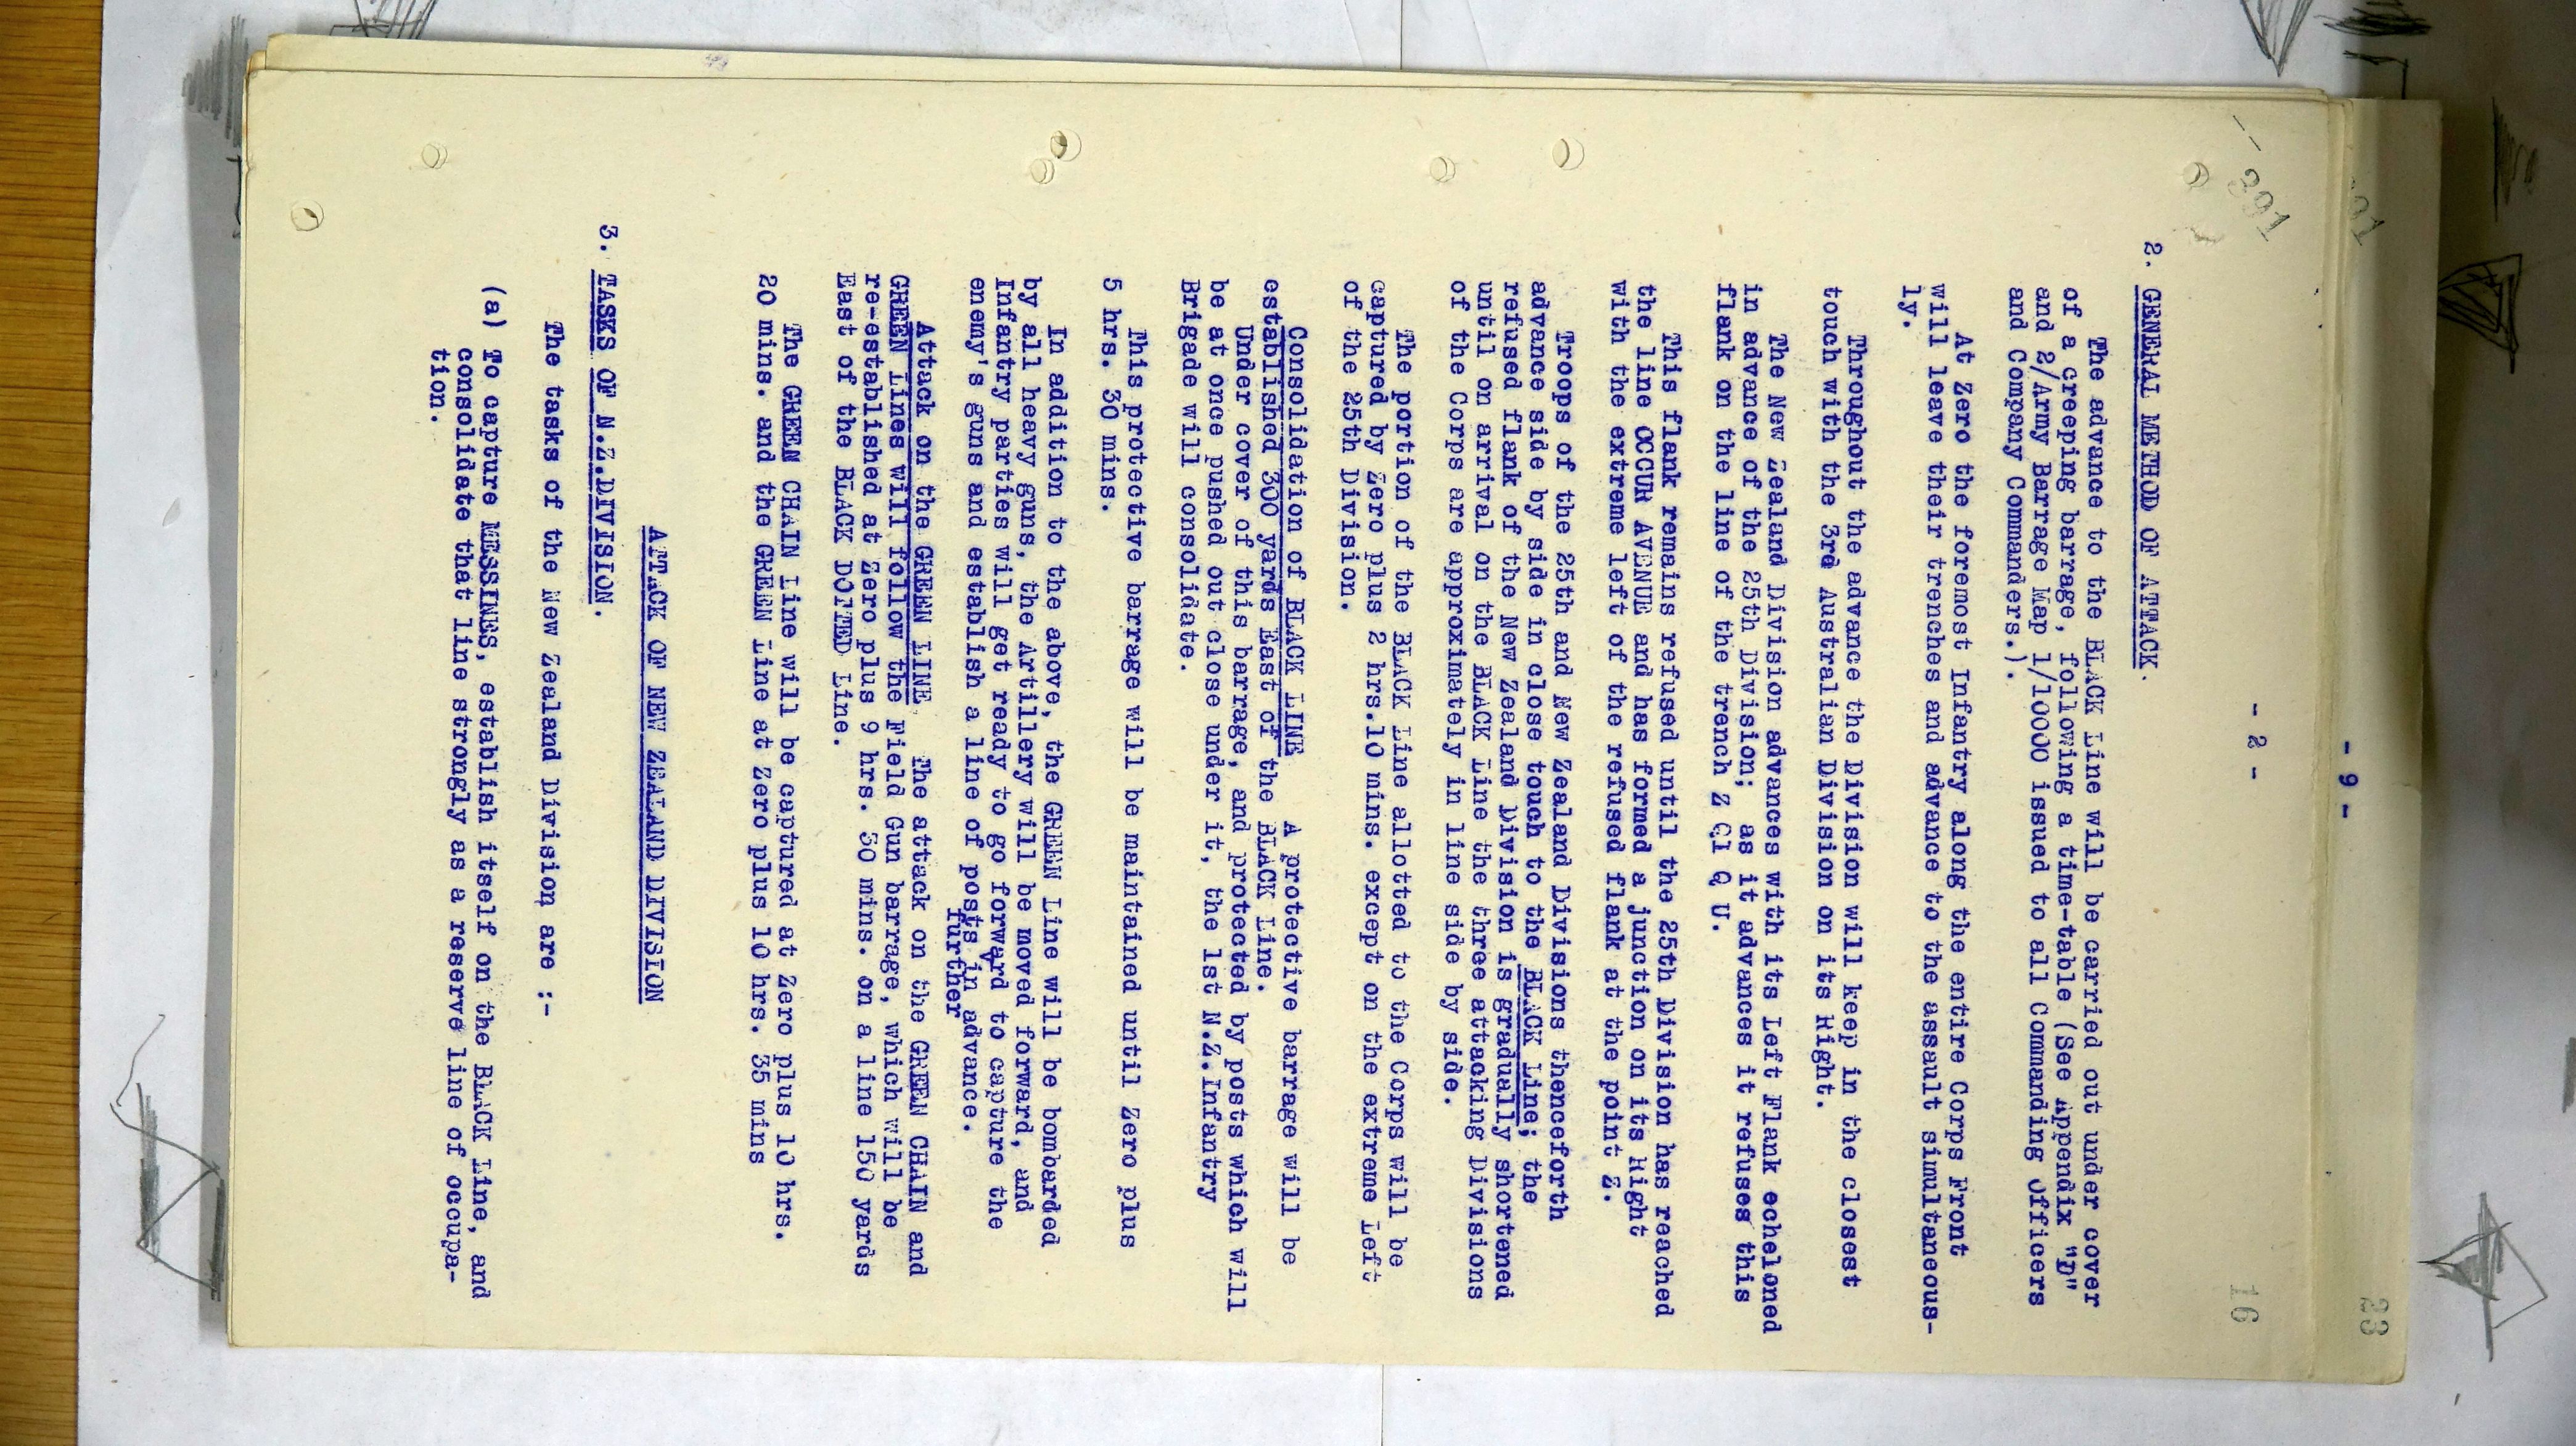 - 9 -
23
- 2 -
16
391
2. GENERAL METHOD OF ATTACK.
The advance to the BLACK Line will be carried out under cover
of a creeping barrage, following a time-table (See Appendix "D"
and 2/Army Barrage Map 1/10000 issued to all Commanding Officers
and Company Commanders.).
At Zero the foremost Infantry along the entire Corps Front
will leave their trenches and advance to the assault simultaneous-
ly.
Throughout the advance the Division will keep in the closest
touch with the 3rd Australian Division on its Right.
The New Zealand Division advances with its Left Flank echeloned
in advance of the 25th Division; as it advances it refuses this
flank on the line of the trench Z Q1 Q U.
This flank remains refused until the 25th Division has reached
the line OCCUR AVENUE and has formed a junction on its Right
with the extreme left of the refused flank at the point Z.
Troops of the 25th and New Zealand Divisions thenceforth
advance side by side in close touch to the BLACK Line; the
refused flank of the New Zealand Division is gradually shortened
until on arrival on the BLACK Line the three attacking Divisions
of the Corps are approximately in line side by side.
The portion of the BLACK Line allotted to the Corps will be
captured by Zero plus 2 hrs.10 mins. except on the extreme Left
of the 25th Division.
Consolidation of BLACK LINE A protective barrage will be
established 300 yards East of the BLACK Line.
Under cover of this barrage, and protected by posts which will
be at once pushed out close under it, the 1st N.Z.Infantry
Brigade will consolidate.
This protective barrage will be maintained until Zero plus
5 hrs. 30 mins.
In addition to the above, the GREEN Line will be bombarded
by all heavy guns, the Artillery will be moved forward, and
Infantry parties will get ready to go forward to capture the
enemy's guns and establish a line of posts in advance.
further
Attack on the GREEN LINE. The attack on the GREEN CHAIN and
GREEN Lines will follow the Field Gun barrage, which will be
re-established at Zero plus 9 hrs. 50 mins. on a line 150 yards
East of the BLACK DOTTED Line.
The GREEN CHAIN Line will be captured at Zero plus 10 hrs.
20 mins. and the GREEN Line at Zero plus 10 hrs. 35 mins
ATTACK OF NEW ZEALAND DIVISION
3. TASKS OF N.Z.DIVISION.
The tasks of the New Zealand Division are :-
(a) To capture MESSINES, establish itself on the BLACK Line, and
consolidate that line strongly as a reserve line of occupa-
tion.